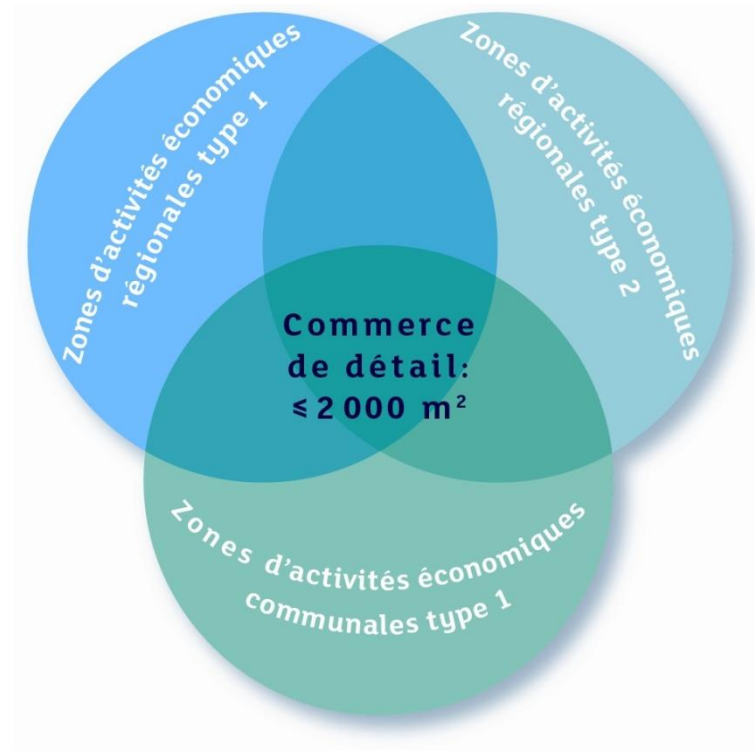 Zones d'activités économiques
régionales type 1
Zones d'activités économiques
régionales type 2
Commerce
de détail:
≤2 000 m²
Zones d'activités économiques
communales type 1